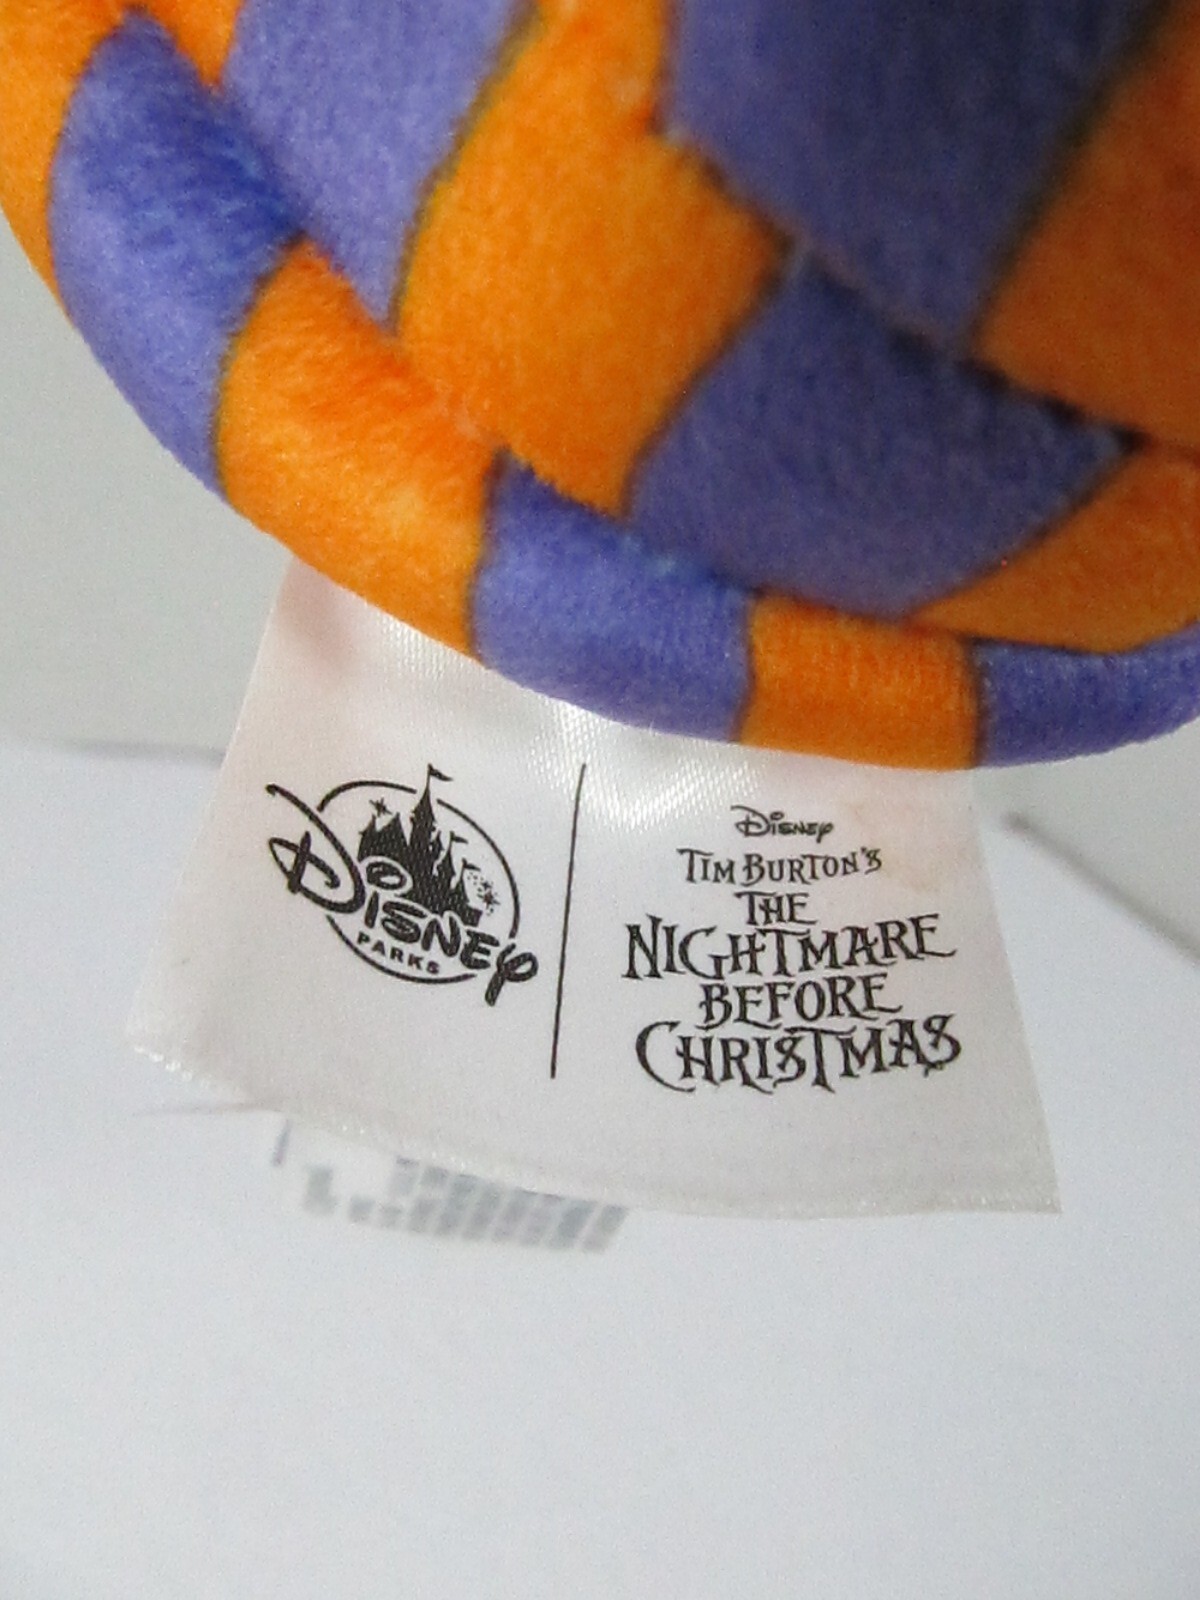 Disney
PARKS
Disney
TIM BURTON'S
THE
NIGHTMARE
BEFORE
CHRISTMAS